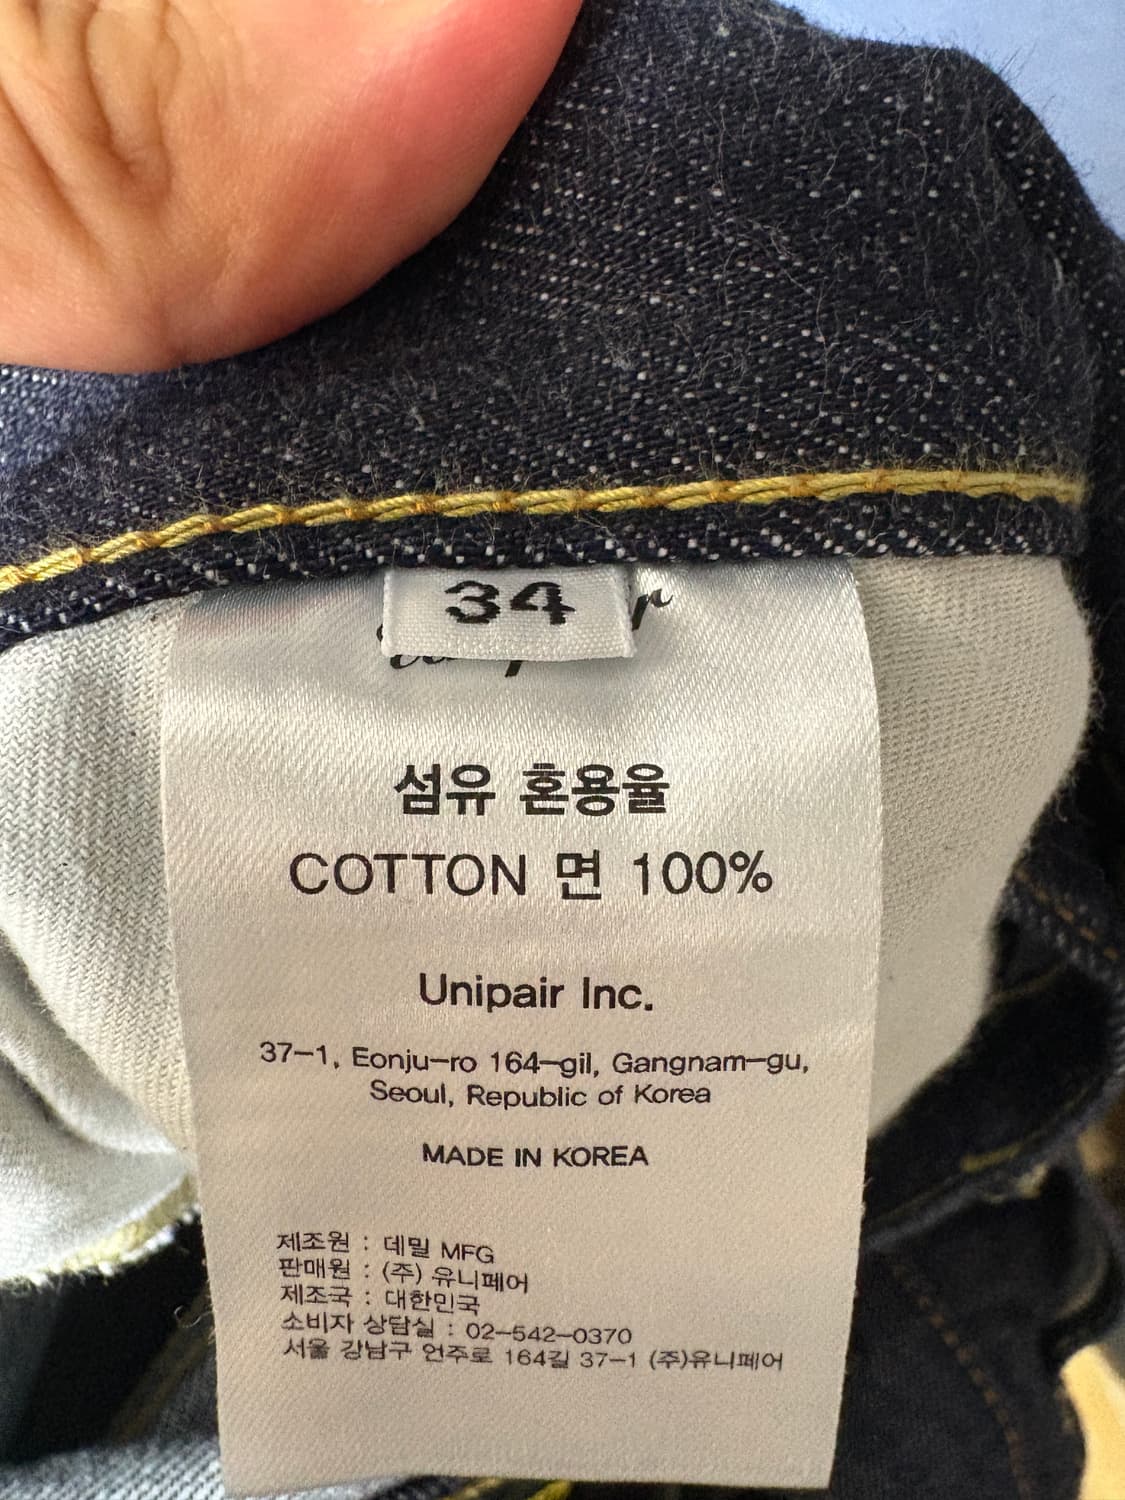 34
섬유 혼용율
COTTON 면 100%
Unipair Inc.
37-1, Eonju-ro 164-gil, Gangnam-gu,
Seoul, Republic of Korea
MADE IN KOREA
제조원 : 데밀 MFG
판매원 : (주) 유니페어
제조국 : 대한민국
소비자 상담실 : 02-542-0370
서울 강남구 언주로 164길 37-1 (주)유니페어